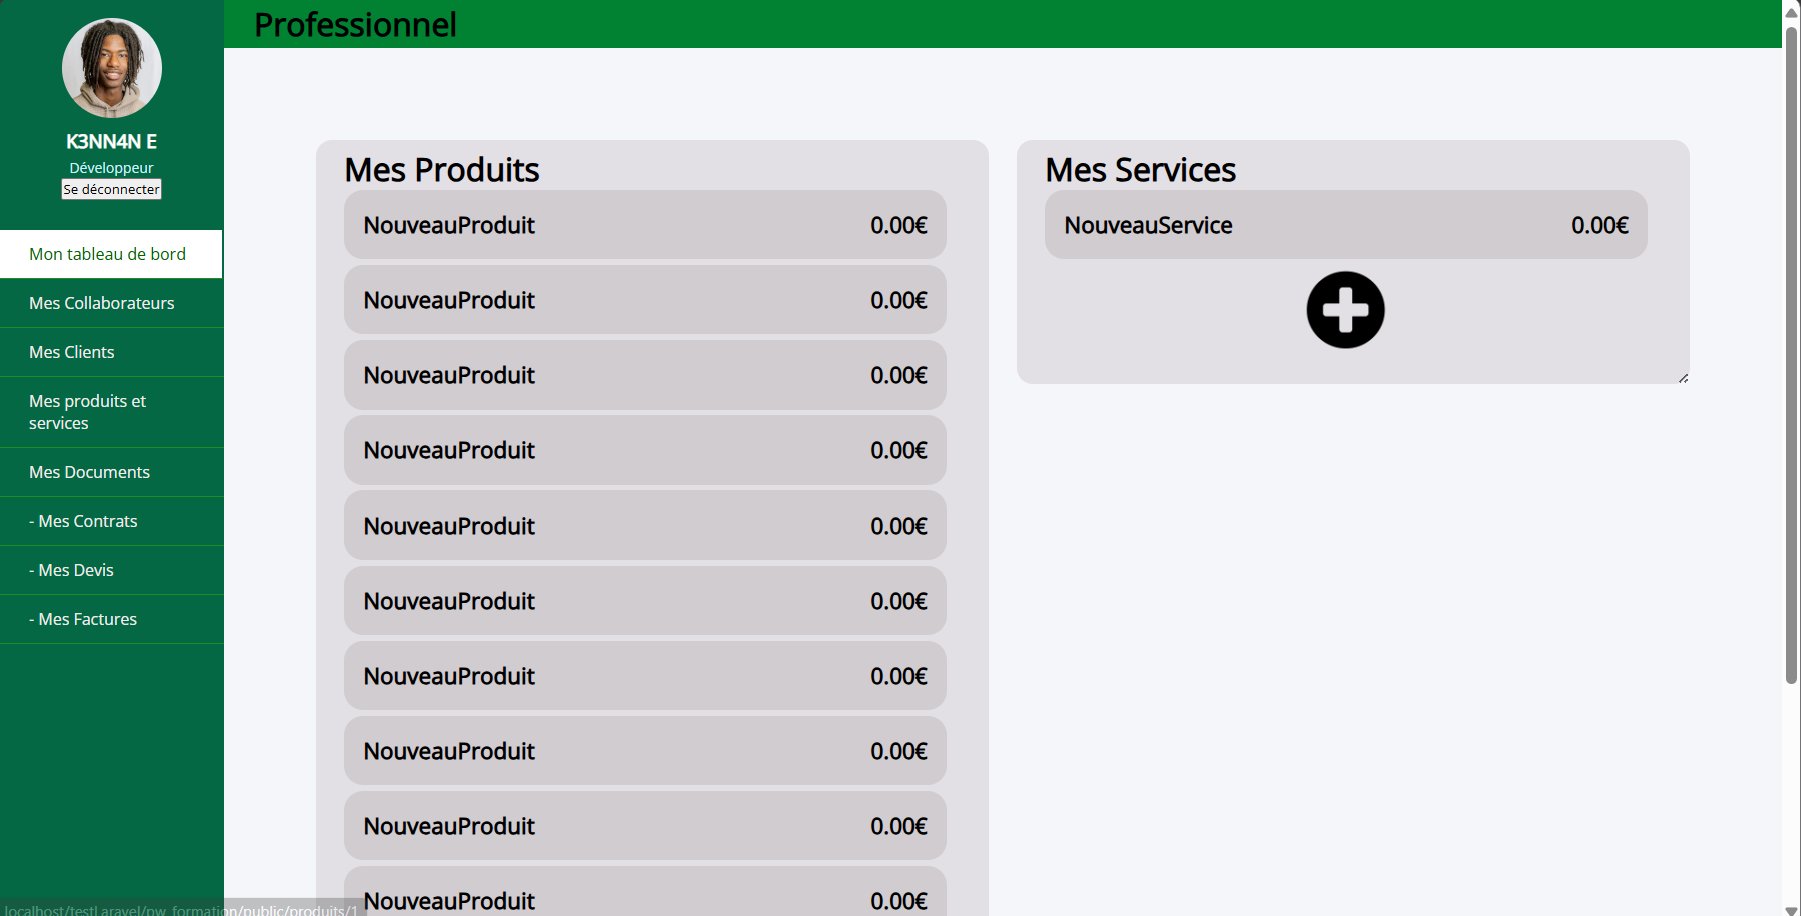 Professionnel
K3NN4N E
Développeur
Se déconnecter
Mon tableau de bord
Mes Collaborateurs
Mes Clients
Mes produits et
services
Mes Documents
- Mes Contrats
- Mes Devis
- Mes Factures
Mes Produits
NouveauProduit 0.00€
NouveauProduit 0.00€
NouveauProduit 0.00€
NouveauProduit 0.00€
NouveauProduit 0.00€
NouveauProduit 0.00€
NouveauProduit 0.00€
NouveauProduit 0.00€
NouveauProduit 0.00€
NouveauProduit 0.00€
Mes Services
NouveauService 0.00€
localhost/testLaravel/pw_formation/public/produits/1